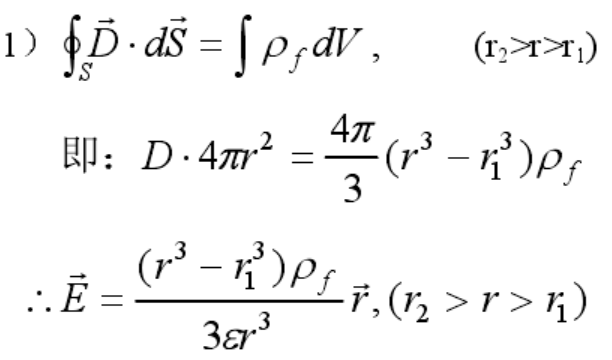 1）∮_S D⃗ · dS⃗ = ∫ ρ_f dV , (r₂>r>r₁)
即：D · 4πr² = 4π/3 (r³ − r₁³)ρ_f
∴ E⃗ = (r³ − r₁³)ρ_f / 3εr³ r⃗, (r₂ > r > r₁)